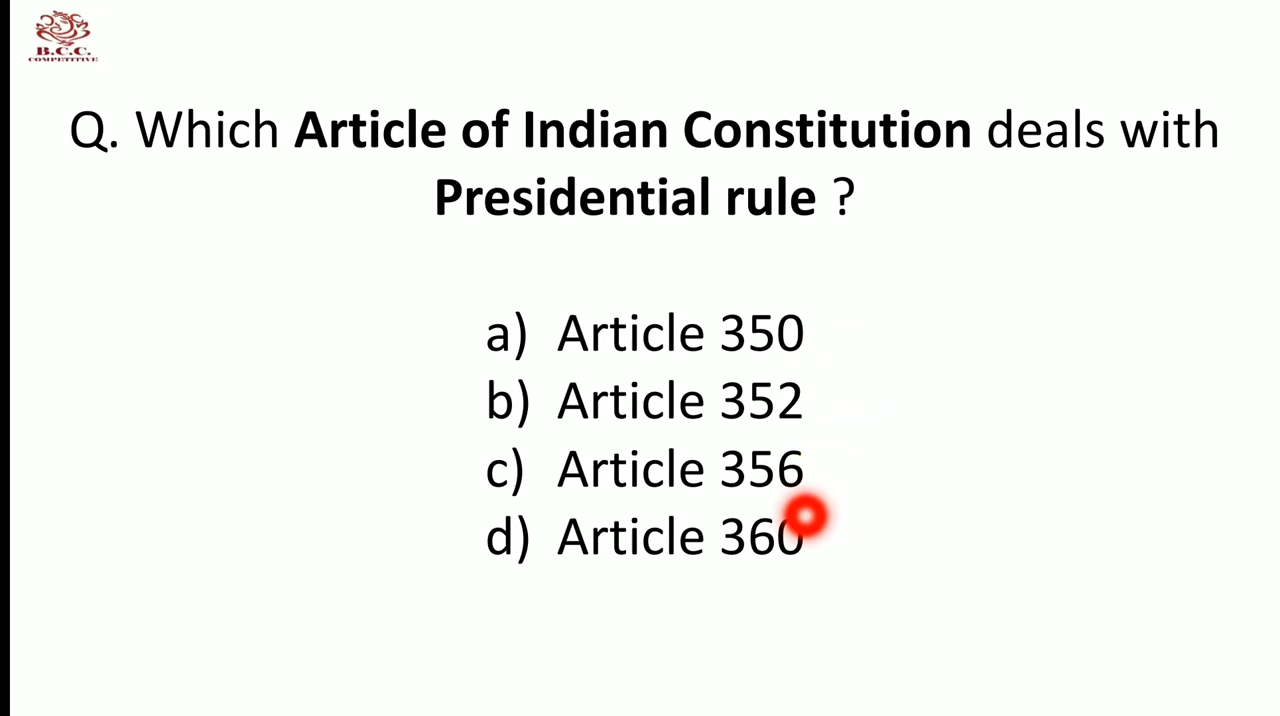 B.C.C.
COMPETITIVE
Q. Which Article of Indian Constitution deals with
Presidential rule ?
a) Article 350
b) Article 352
c) Article 356
d) Article 360